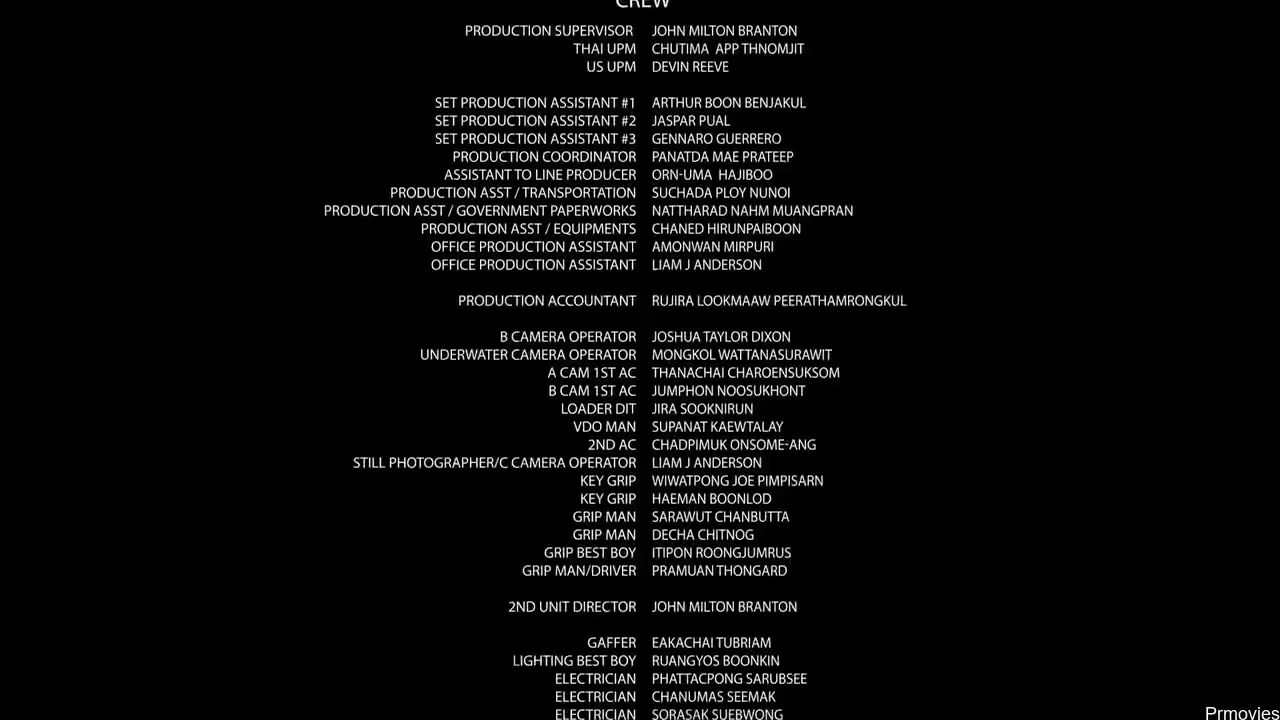 CREW
PRODUCTION SUPERVISOR JOHN MILTON BRANTON
THAI UPM CHUTIMA APP THNOMJIT
US UPM DEVIN REEVE
SET PRODUCTION ASSISTANT #1 ARTHUR BOON BENJAKUL
SET PRODUCTION ASSISTANT #2 JASPAR PUAL
SET PRODUCTION ASSISTANT #3 GENNARO GUERRERO
PRODUCTION COORDINATOR PANATDA MAE PRATEEP
ASSISTANT TO LINE PRODUCER ORN-UMA HAJIBOO
PRODUCTION ASST / TRANSPORTATION SUCHADA PLOY NUNOI
PRODUCTION ASST / GOVERNMENT PAPERWORKS NATTHARAD NAHM MUANGPRAN
PRODUCTION ASST / EQUIPMENTS CHANED HIRUNPAIBOON
OFFICE PRODUCTION ASSISTANT AMONWAN MIRPURI
OFFICE PRODUCTION ASSISTANT LIAM J ANDERSON
PRODUCTION ACCOUNTANT RUJIRA LOOKMAAW PEERATHAMRONGKUL
B CAMERA OPERATOR JOSHUA TAYLOR DIXON
UNDERWATER CAMERA OPERATOR MONGKOL WATTANASURAWIT
A CAM 1ST AC THANACHAI CHAROENSUKSOM
B CAM 1ST AC JUMPHON NOOSUKHONT
LOADER DIT JIRA SOOKNIRUN
VDO MAN SUPANAT KAEWTALAY
2ND AC CHADPIMUK ONSOME-ANG
STILL PHOTOGRAPHER/C CAMERA OPERATOR LIAM J ANDERSON
KEY GRIP WIWATPONG JOE PIMPISARN
KEY GRIP HAEMAN BOONLOD
GRIP MAN SARAWUT CHANBUTTA
GRIP MAN DECHA CHITNOG
GRIP BEST BOY ITIPON ROONGJUMRUS
GRIP MAN/DRIVER PRAMUAN THONGARD
2ND UNIT DIRECTOR JOHN MILTON BRANTON
GAFFER EAKACHAI TUBRIAM
LIGHTING BEST BOY RUANGYOS BOONKIN
ELECTRICIAN PHATTACPONG SARUBSEE
ELECTRICIAN CHANUMAS SEEMAK
ELECTRICIAN SORASAK SUEBWONG
Prmovies